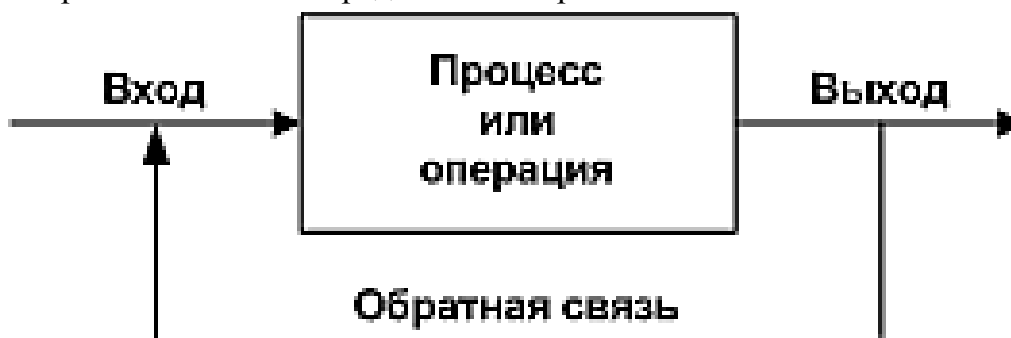 Вход
Процесс
или
операция
Выход
Обратная связь